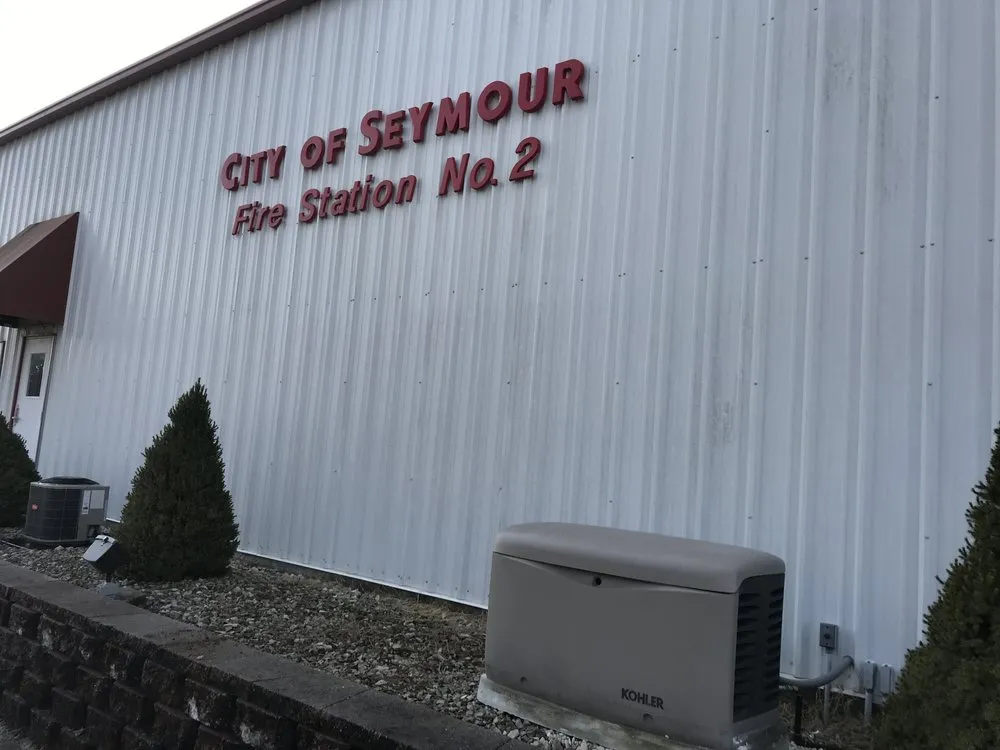 CITY OF SEYMOUR
Fire Station No. 2
KOHLER